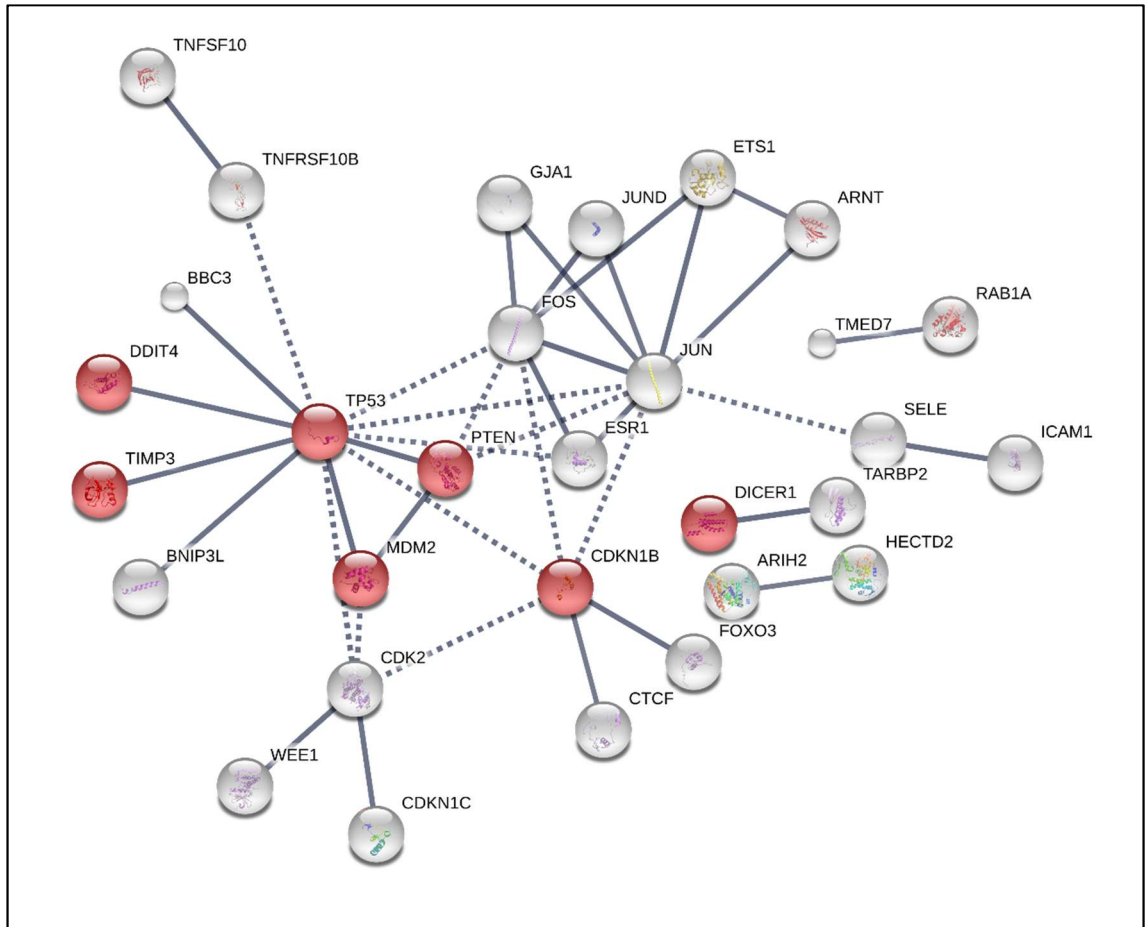 TNFSF10
TNFRSF10B
ETS1
GJA1
JUND
ARNT
BBC3
RAB1A
FOS
TMED7
JUN
DDIT4
TP53
SELE
PTEN
ESR1
ICAM1
TIMP3
TARBP2
DICER1
BNIP3L
MDM2
CDKN1B
ARIH2
HECTD2
FOXO3
CDK2
CTCF
WEE1
CDKN1C